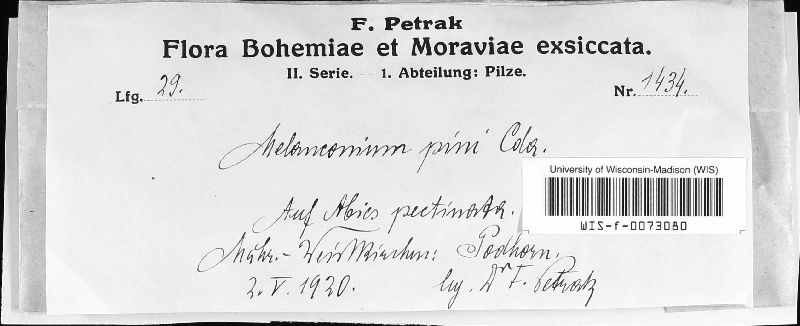 F. Petrak
Flora Bohemiae et Moraviae exsiccata.
II. Serie. — 1. Abteilung: Pilze.
Lfg. 29.
Nr. 1434.
Melanconium pini Cda.
University of Wisconsin-Madison (WIS)
WIS-f-0073080
Auf Abies pectinata.
Mähr.-Weisskirchen: Podhorn.
2. V. 1920. leg. Dr F. Petrak